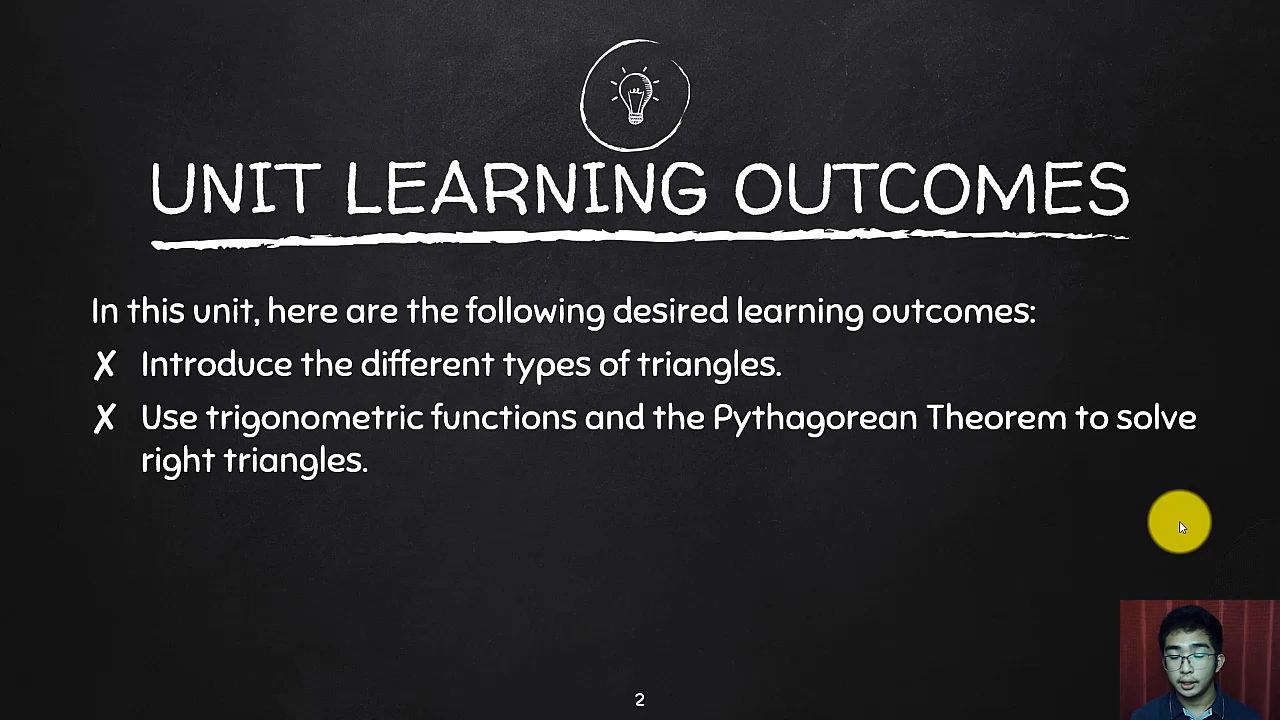 UNIT LEARNING OUTCOMES
In this unit, here are the following desired learning outcomes:
✗ Introduce the different types of triangles.
✗ Use trigonometric functions and the Pythagorean Theorem to solve
right triangles.
2